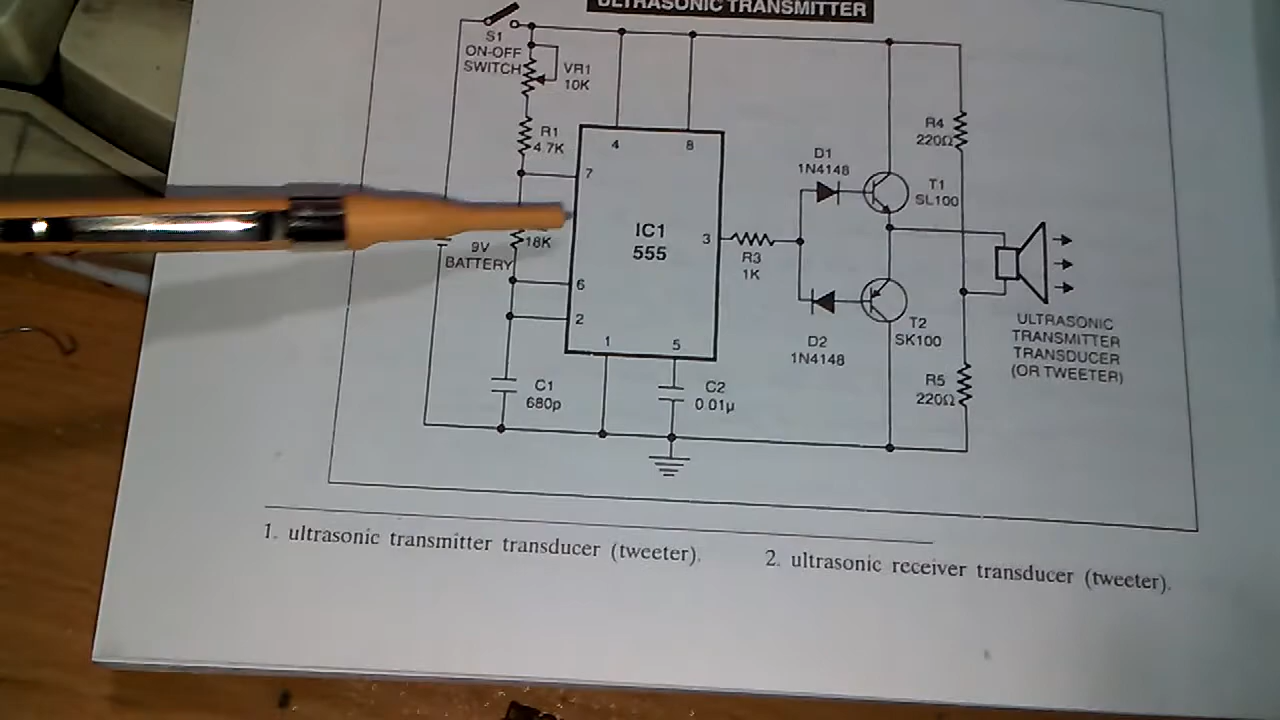 ULTRASONIC TRANSMITTER
S1
ON-OFF
SWITCH
VR1
10K
R1
4.7K
4
8
7
IC1
555
3
6
2
1
5
18K
9V
BATTERY
C1
680p
C2
0.01µ
R3
1K
D1
1N4148
D2
1N4148
T1
SL100
T2
SK100
R4
220Ω
R5
220Ω
ULTRASONIC
TRANSMITTER
TRANSDUCER
(OR TWEETER)
1. ultrasonic transmitter transducer (tweeter). 2. ultrasonic receiver transducer (tweeter).